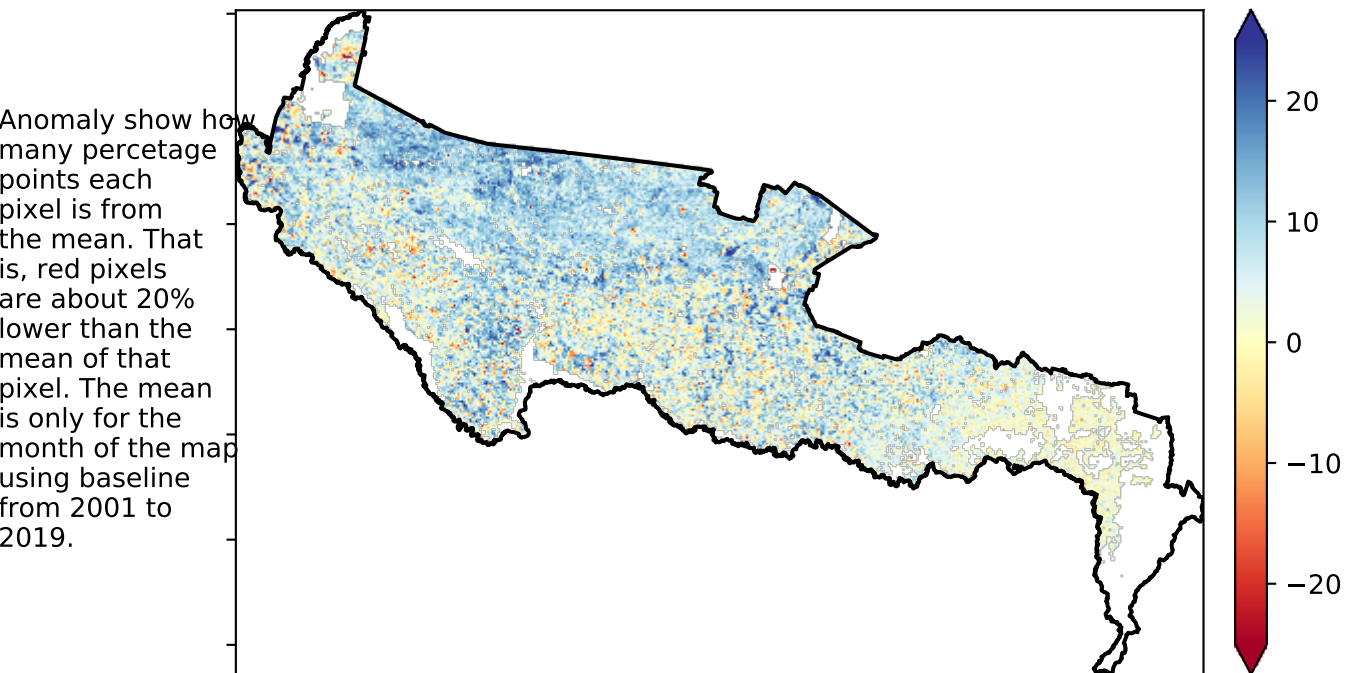 Anomaly show how
many percetage
points each
pixel is from
the mean. That
is, red pixels
are about 20%
lower than the
mean of that
pixel. The mean
is only for the
month of the map
using baseline
from 2001 to
2019.
20
10
0
−10
−20